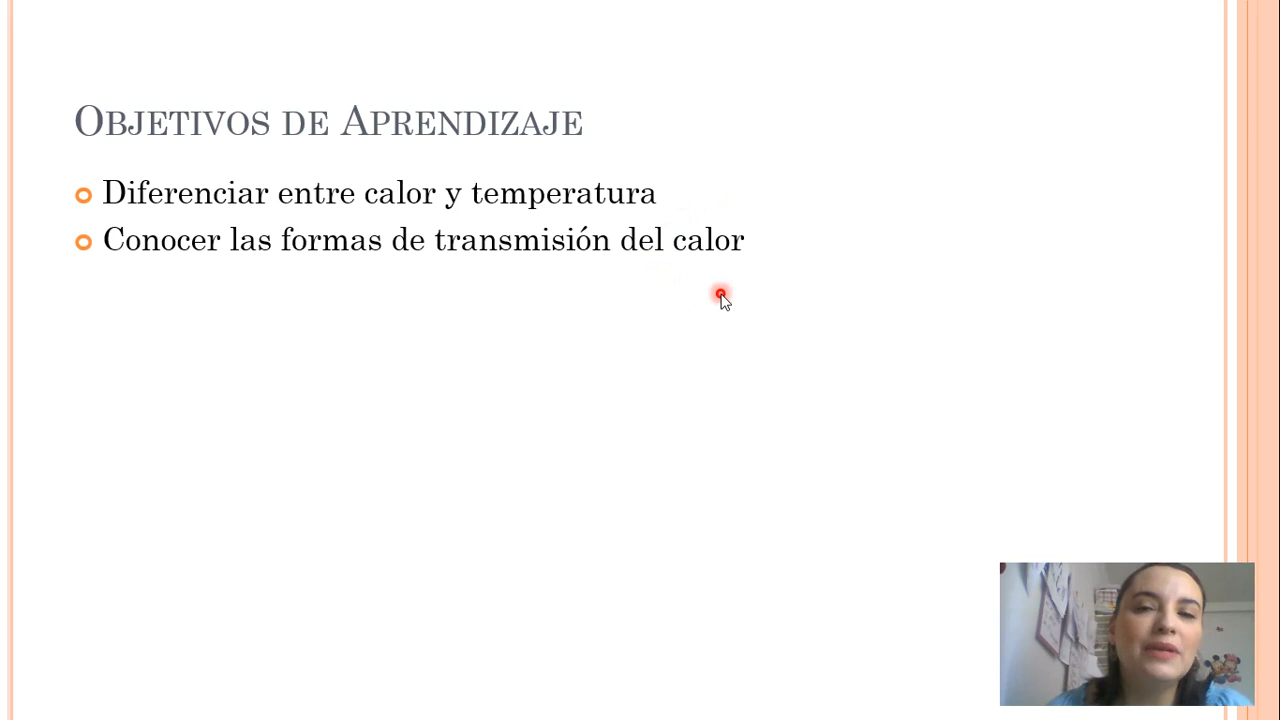 Objetivos de Aprendizaje
Diferenciar entre calor y temperatura
Conocer las formas de transmisión del calor